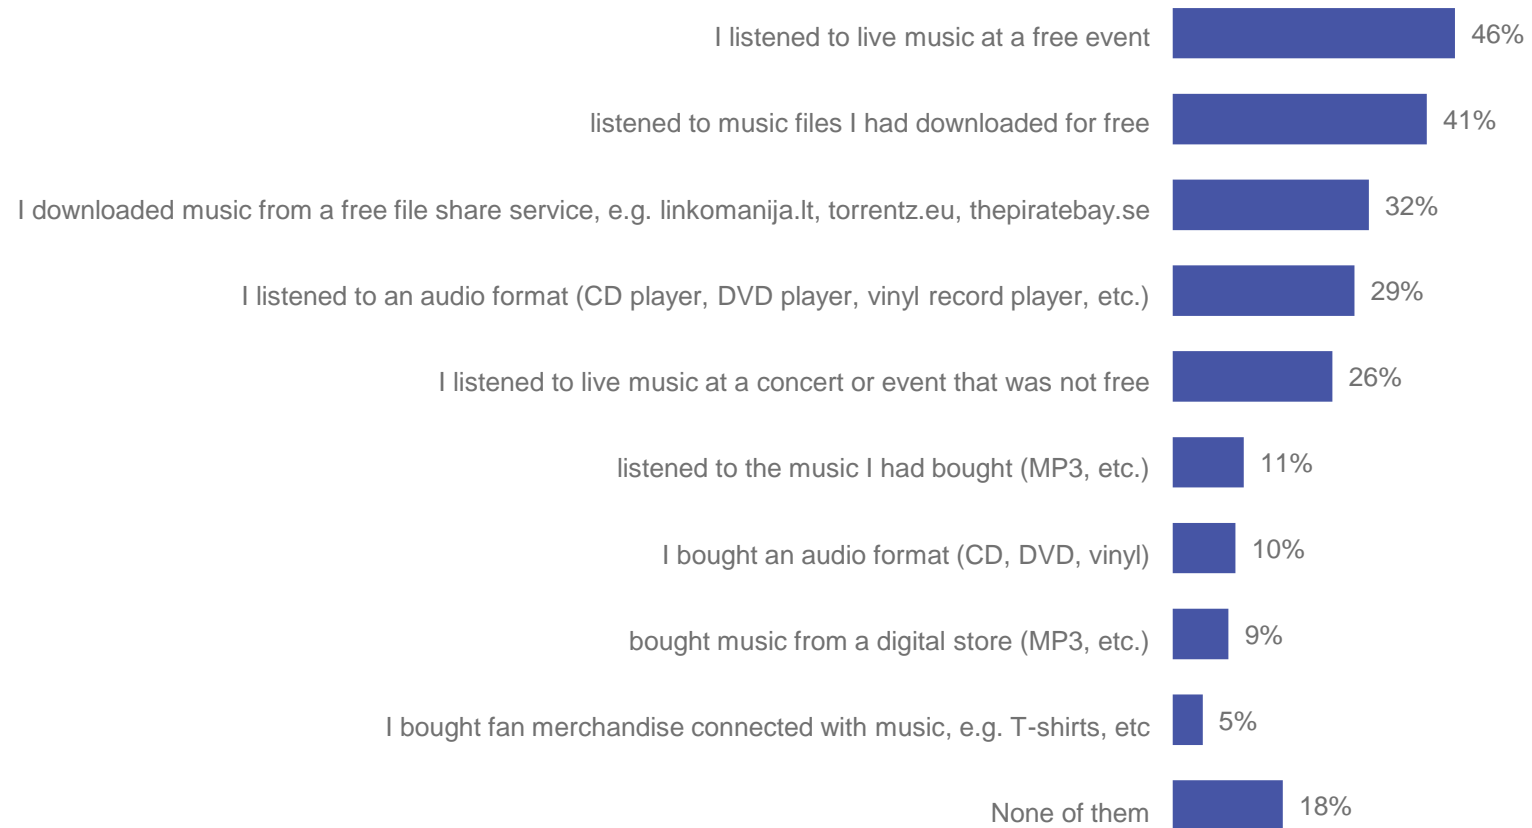 I listened to live music at a free event 46%
listened to music files I had downloaded for free 41%
I downloaded music from a free file share service, e.g. linkomanija.lt, torrentz.eu, thepiratebay.se 32%
I listened to an audio format (CD player, DVD player, vinyl record player, etc.) 29%
I listened to live music at a concert or event that was not free 26%
listened to the music I had bought (MP3, etc.) 11%
I bought an audio format (CD, DVD, vinyl) 10%
bought music from a digital store (MP3, etc.) 9%
I bought fan merchandise connected with music, e.g. T-shirts, etc 5%
None of them 18%